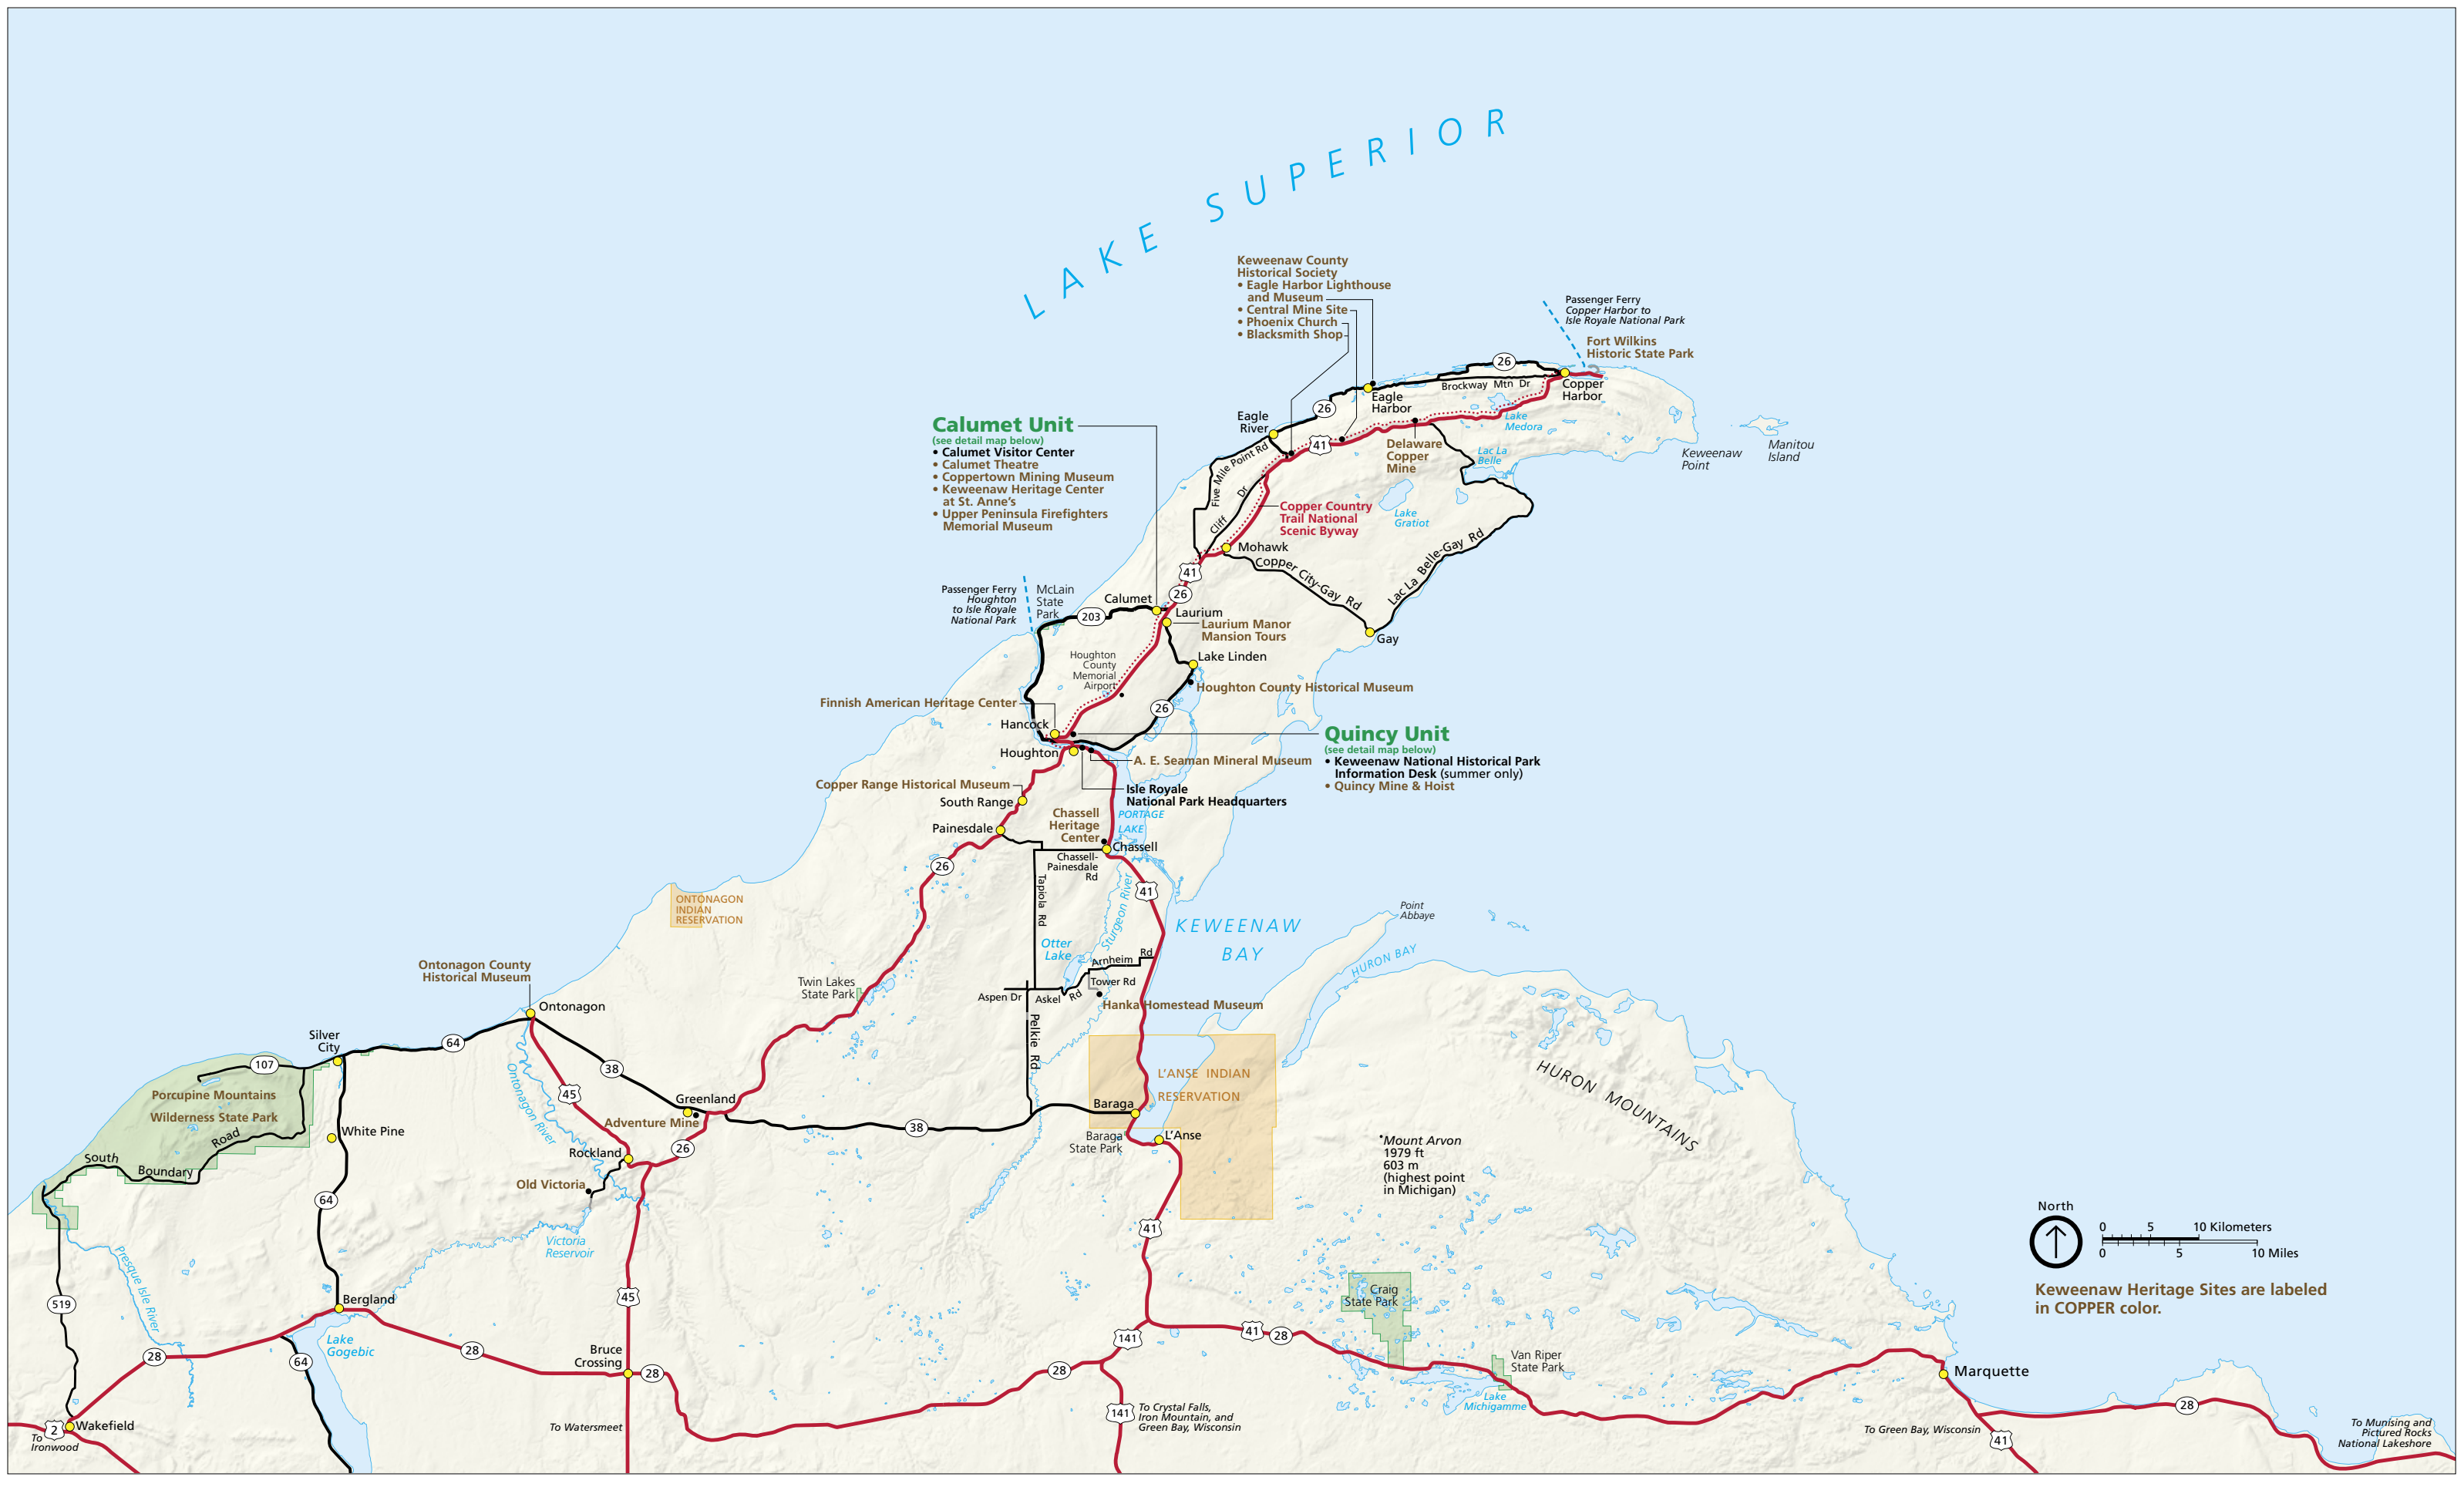 LAKE SUPERIOR
Keweenaw County
Historical Society
• Eagle Harbor Lighthouse
and Museum
• Central Mine Site
• Phoenix Church
• Blacksmith Shop
Passenger Ferry
Copper Harbor to
Isle Royale National Park
Fort Wilkins
Historic State Park
26
Brockway Mtn Dr
Copper
Harbor
Eagle
Harbor
26
Eagle
River
Lake
Medora
41
Delaware
Copper
Mine
Lac La
Belle
Keweenaw
Point
Manitou
Island
Calumet Unit
(see detail map below)
• Calumet Visitor Center
• Calumet Theatre
• Coppertown Mining Museum
• Keweenaw Heritage Center
at St. Anne's
• Upper Peninsula Firefighters
Memorial Museum
Five Mile Point Rd
Cliff Dr
Copper Country
Trail National
Scenic Byway
Lake
Gratiot
Mohawk
Copper City-Gay Rd
Lac La Belle-Gay Rd
41
26
Gay
Passenger Ferry
Houghton
to Isle Royale
National Park
McLain
State
Park
203
Calumet
Laurium
Laurium Manor
Mansion Tours
Houghton
County
Memorial
Airport
Lake Linden
Houghton County Historical Museum
26
Finnish American Heritage Center
Hancock
Houghton
Quincy Unit
(see detail map below)
• Keweenaw National Historical Park
Information Desk (summer only)
• Quincy Mine & Hoist
A. E. Seaman Mineral Museum
Isle Royale
National Park Headquarters
Copper Range Historical Museum
South Range
Painesdale
Chassell
Heritage
Center
PORTAGE
LAKE
Chassell
Chassell-
Painesdale
Rd
26
41
Tapiola Rd
Sturgeon River
Otter
Lake
KEWEENAW
BAY
Point
Abbaye
HURON BAY
ONTONAGON
INDIAN
RESERVATION
Arnheim Rd
Tower Rd
Aspen Dr
Askel Rd
Hanka Homestead Museum
Pelkie Rd
Twin Lakes
State Park
Ontonagon County
Historical Museum
Ontonagon
Silver
City
64
107
Porcupine Mountains
Wilderness State Park
South Boundary Road
White Pine
64
Ontonagon River
45
38
Greenland
Adventure Mine
26
Rockland
Old Victoria
Victoria
Reservoir
38
Baraga
L'ANSE INDIAN
RESERVATION
Baraga
State Park
L'Anse
41
HURON MOUNTAINS
Mount Arvon
1979 ft
603 m
(highest point
in Michigan)
North
0 5 10 Kilometers
0 5 10 Miles
Keweenaw Heritage Sites are labeled
in COPPER color.
Presque Isle River
519
Bergland
Lake
Gogebic
28
64
28
45
Bruce
Crossing
28
To Watersmeet
2
Wakefield
To
Ironwood
28
141
141
To Crystal Falls,
Iron Mountain, and
Green Bay, Wisconsin
41
28
Craig
State Park
Van Riper
State Park
Lake
Michigamme
Marquette
28
To Green Bay, Wisconsin
41
To Munising and
Pictured Rocks
National Lakeshore